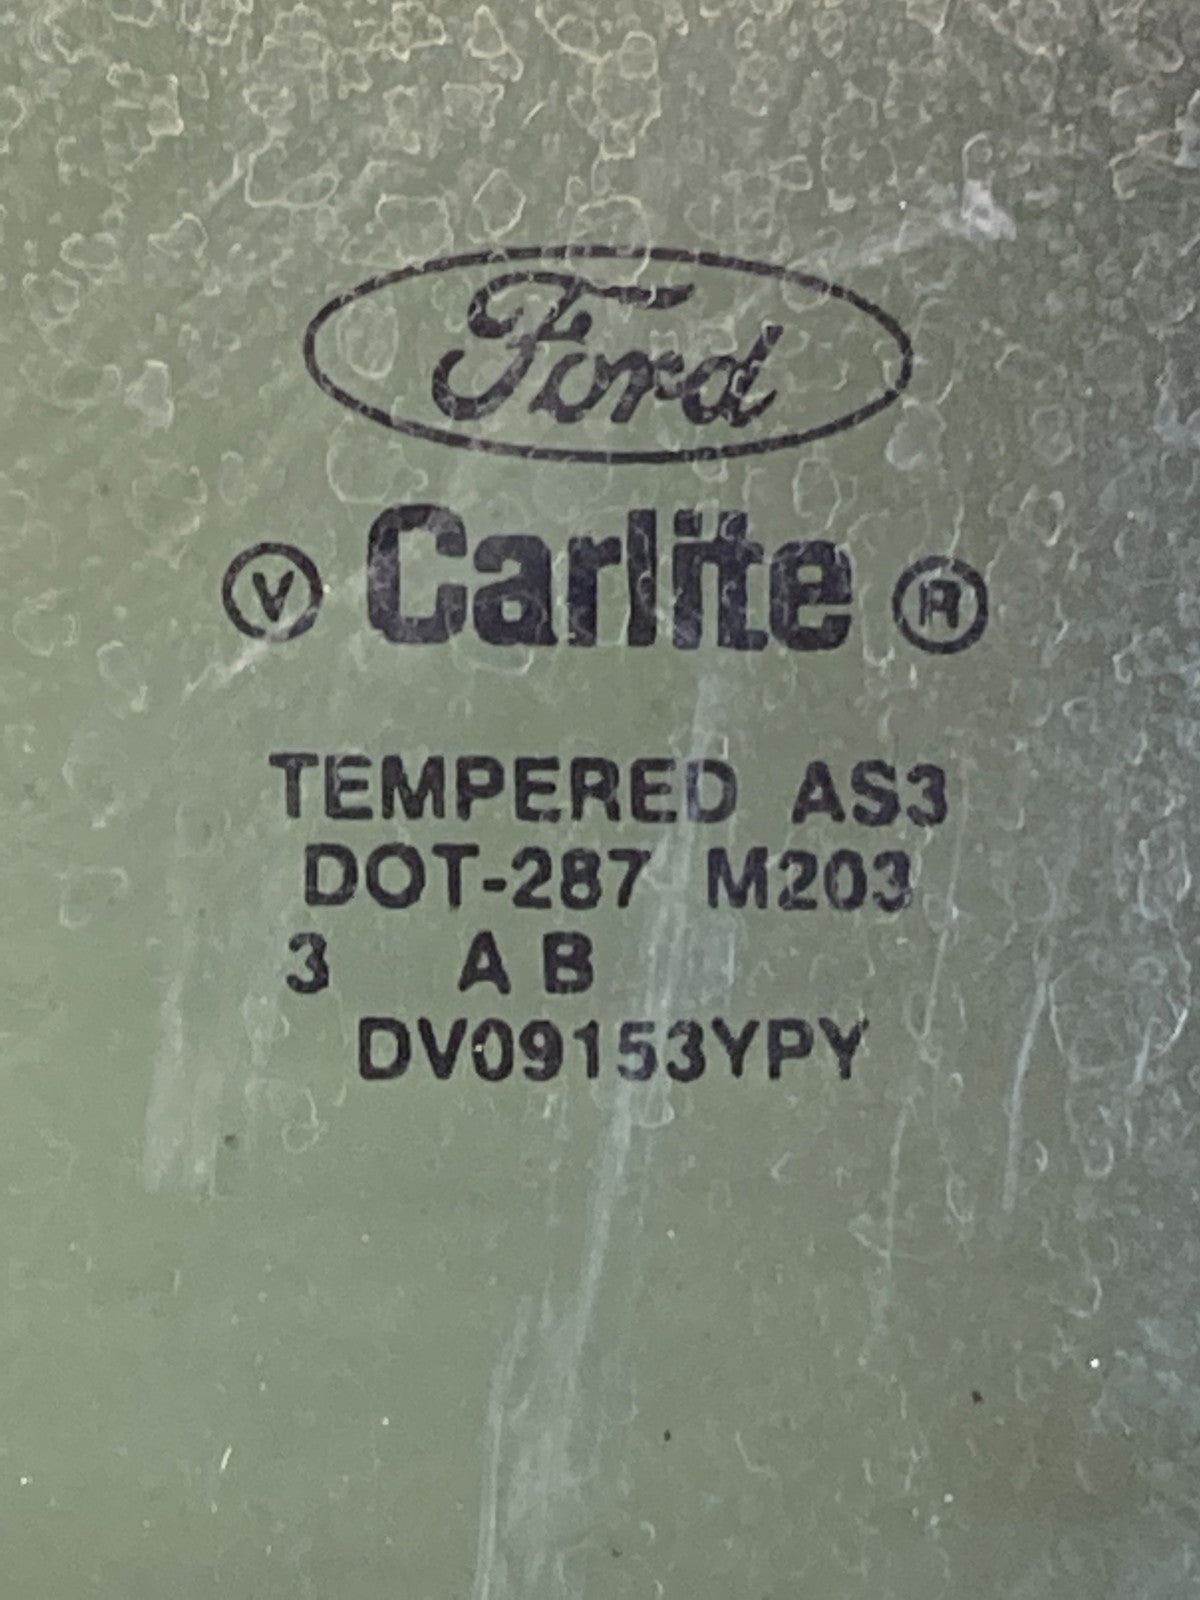 Ford
V Carlite ®
TEMPERED AS3
DOT-287 M203
3 A B
DV09153YPY